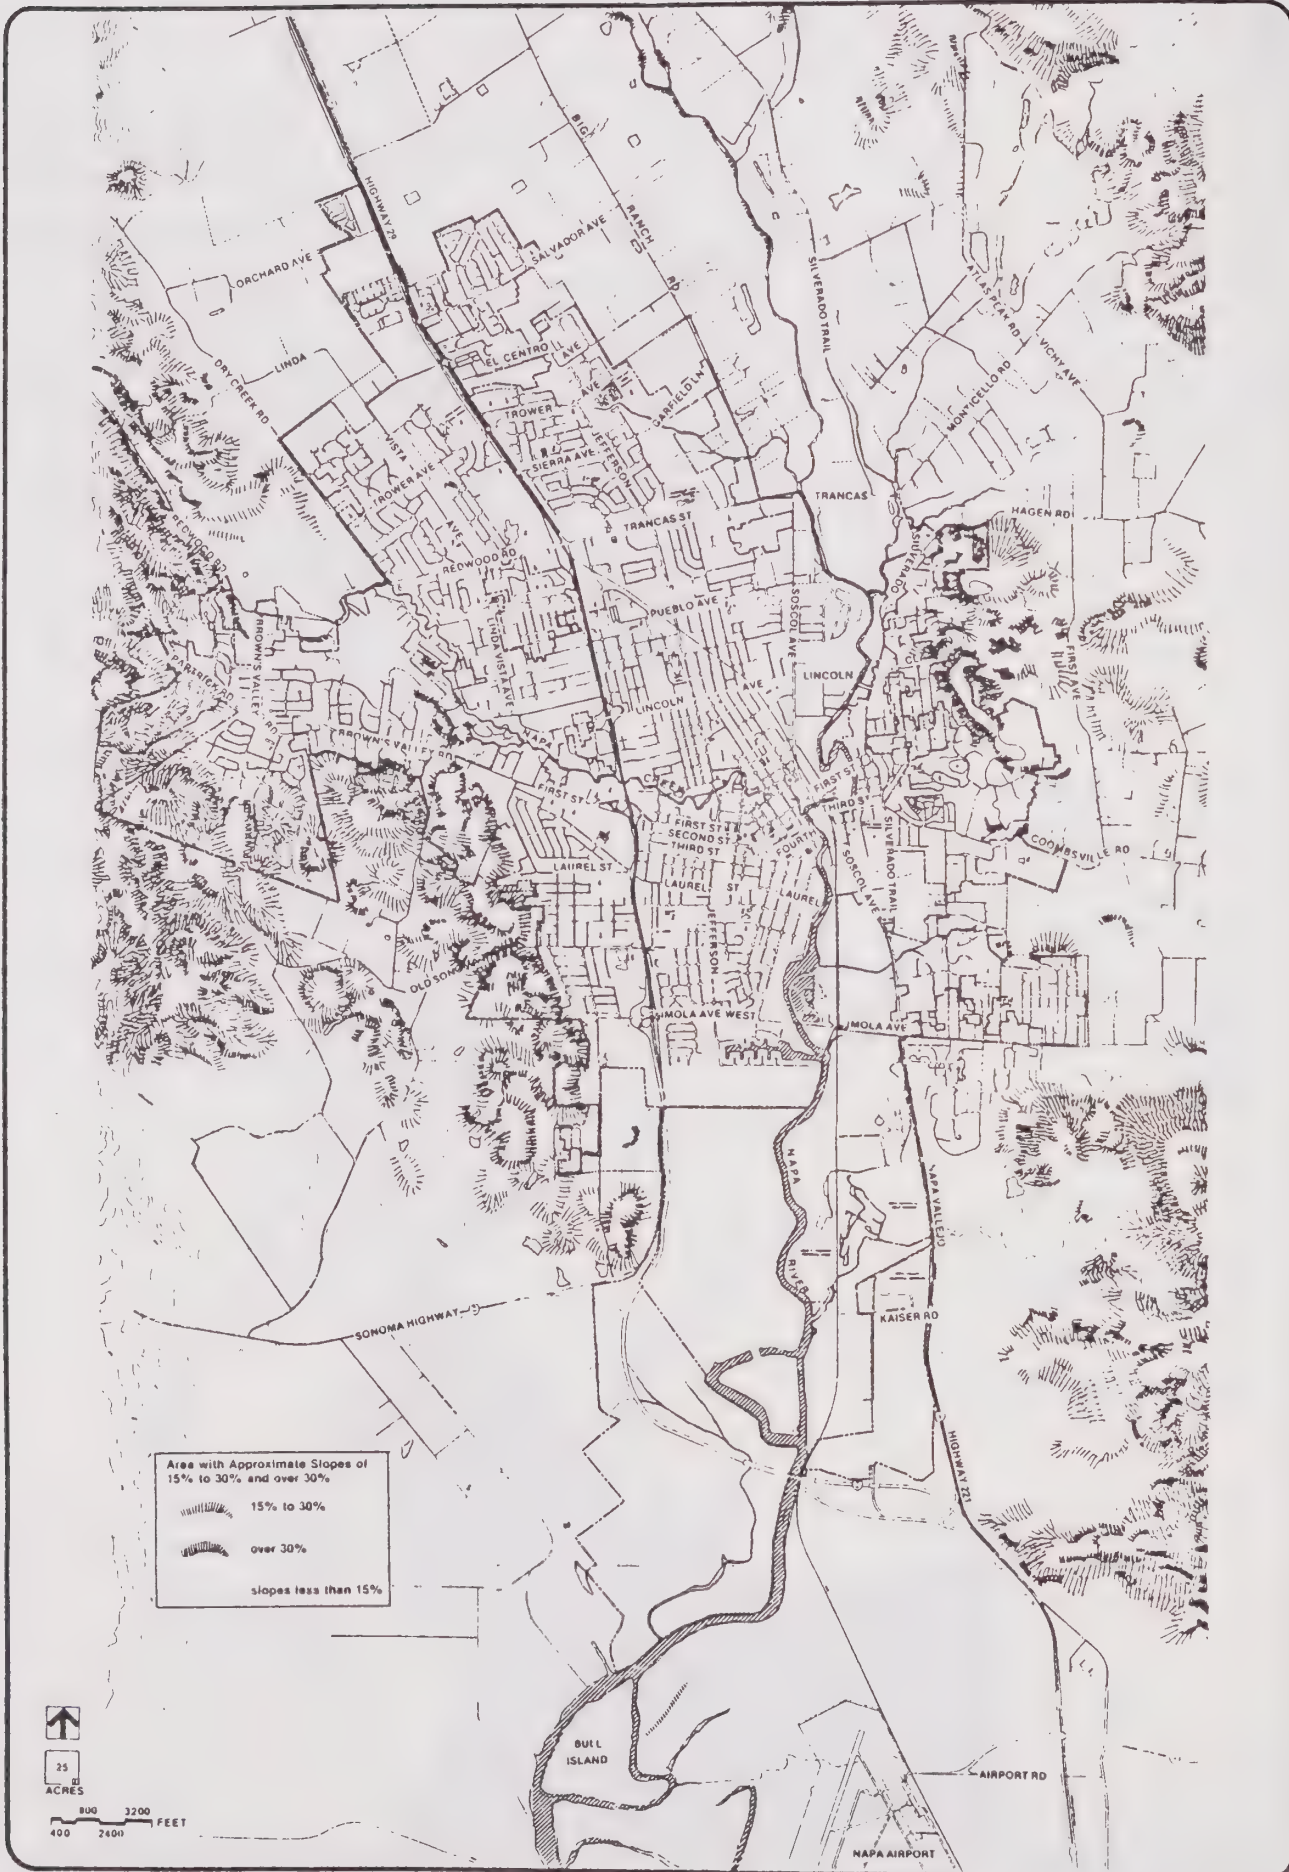 HIGHWAY 29
BIG
RANCH
RD
SALVADOR AVE
ORCHARD AVE
SILVERADO TRAIL
ATLAS PEAK RD
VICHY AVE
LINDA
DRY CREEK RD
EL CENTRO
AVE
MONTICELLO RD
GARFIELD LN
TROWER
AVE
JEFFERSON
VISTA
SIERRA AVE
TROWER AVE
AVE
TRANCAS
HAGEN RD
TRANCAS ST
REDWOOD RD
REDWOOD RD
SILVERADO
PUEBLO AVE
SOSCOL AVE
LINDA VISTA AVE
BROWN'S VALLEY
RD
PARTRICK RD
FIRST AVE
LINCOLN
LINCOLN
AVE
BROWN'S VALLEY RD
NAPA
CREEK
FIRST ST
FIRST ST
THIRD ST
FIRST ST
SECOND ST
THIRD ST
FOURTH
SILVERADO TRAIL
SOSCOL AVE
COOMBSVILLE RD
LAUREL ST
LAUREL ST
LAUREL
JEFFERSON
OLD SONOMA
IMOLA AVE WEST
IMOLA AVE
NAPA
RIVER
NAPA VALLEJO
KAISER RD
SONOMA HIGHWAY
HIGHWAY 221
Area with Approximate Slopes of
15% to 30% and over 30%
15% to 30%
over 30%
slopes less than 15%
BULL
ISLAND
25
ACRES
800 3200
FEET
400 2400
AIRPORT RD
NAPA AIRPORT